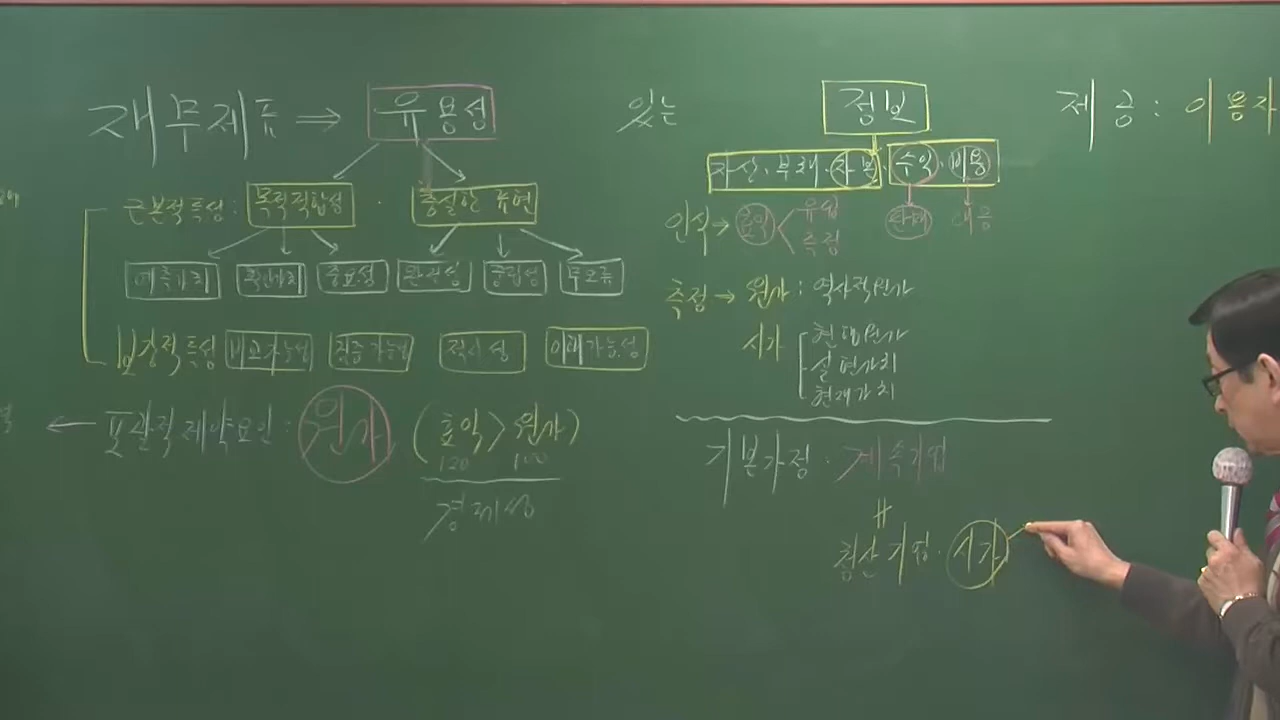 재무제표 ⇒ 유용성 있는 정보 제공 : 이용자
자산·부채·자본 수익·비용
근본적특성 : 목적적합성 · 충실한 표현
예측가치 확인가치 중요성 완전성 중립성 무오류
보강적특성 비교가능성 검증가능성 적시성 이해가능성
← 포괄적제약요인 : 원가 (효익 > 원가)
120 100
경제성
인식 → 효익 < 유입 대응
측정
측정 → 원가 : 역사적원가
시가 현행원가
실현가치
현재가치
기본가정 · 계속기업
청산기업 · 시가